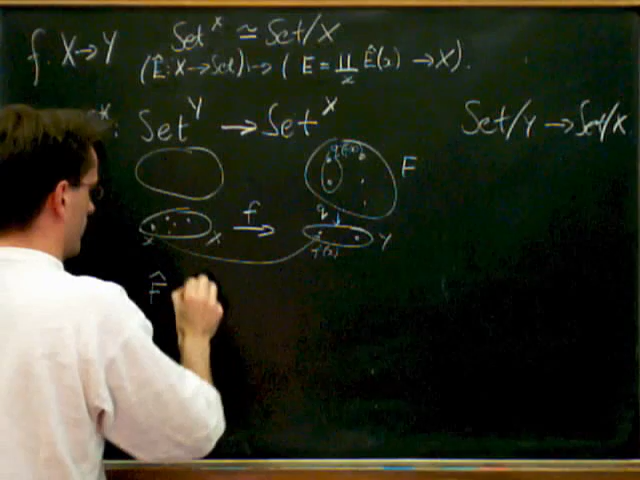 f: X → Y
Set^X ≃ Set/X
(Ê: X → Set) ↦ ( E = ∐_x Ê(x) → X).
*: Set^Y → Set^X
Set/Y → Set/X
F
q
f
x X
f(x) Y
F̂